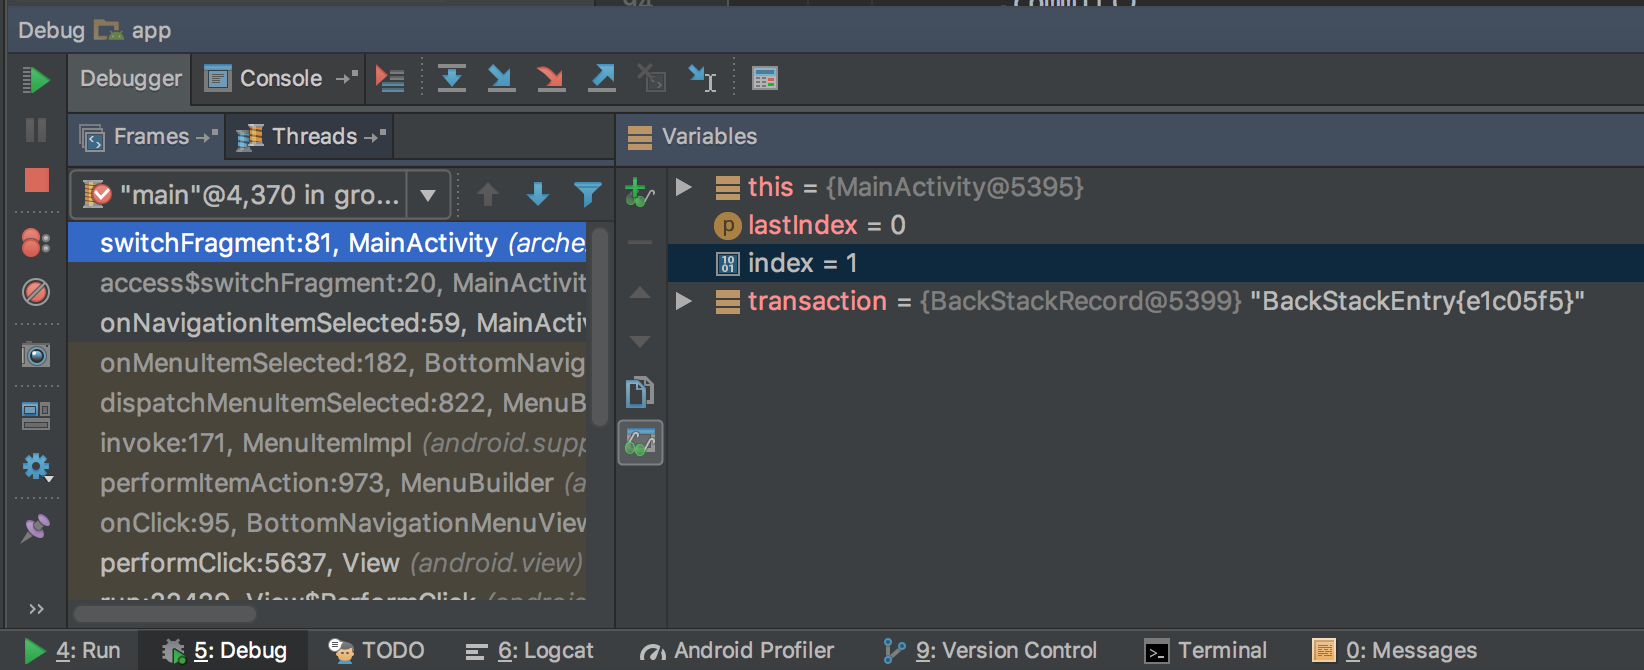 Debug app
Debugger Console
Frames Threads Variables
"main"@4,370 in gro...
this = {MainActivity@5395}
lastIndex = 0
index = 1
transaction = {BackStackRecord@5399} "BackStackEntry{e1c05f5}"
switchFragment:81, MainActivity (arche
access$switchFragment:20, MainActivit
onNavigationItemSelected:59, MainActiv
onMenuItemSelected:182, BottomNavig
dispatchMenuItemSelected:822, MenuB
invoke:171, MenuItemImpl (android.supp
performItemAction:973, MenuBuilder (a
onClick:95, BottomNavigationMenuView
performClick:5637, View (android.view)
4: Run 5: Debug TODO 6: Logcat Android Profiler 9: Version Control Terminal 0: Messages